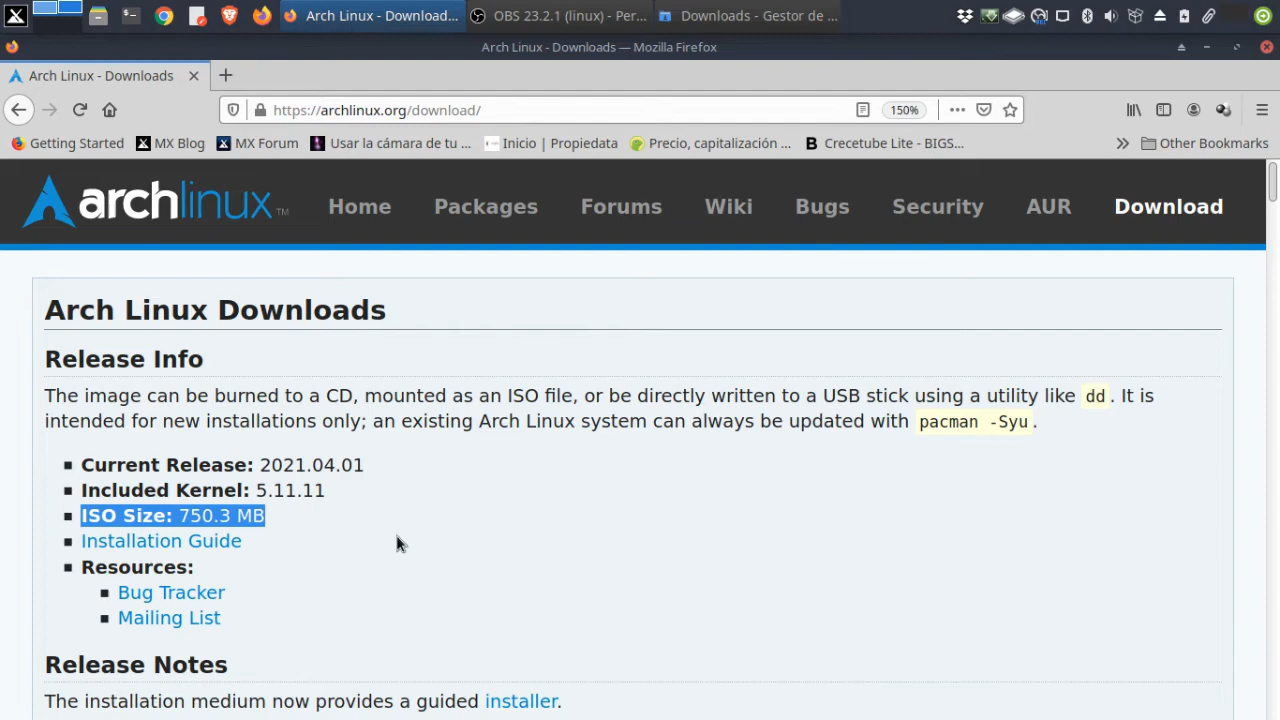 Arch Linux - Download...
OBS 23.2.1 (linux) - Per...
Downloads - Gestor de ...
Arch Linux - Downloads — Mozilla Firefox
Arch Linux - Downloads
https://archlinux.org/download/
150%
Getting Started
MX Blog
MX Forum
Usar la cámara de tu ...
Inicio | Propiedata
Precio, capitalización ...
Crecetube Lite - BIGS...
Other Bookmarks
archlinux™
Home
Packages
Forums
Wiki
Bugs
Security
AUR
Download
Arch Linux Downloads
Release Info
The image can be burned to a CD, mounted as an ISO file, or be directly written to a USB stick using a utility like dd. It is
intended for new installations only; an existing Arch Linux system can always be updated with pacman -Syu.
Current Release: 2021.04.01
Included Kernel: 5.11.11
ISO Size: 750.3 MB
Installation Guide
Resources:
Bug Tracker
Mailing List
Release Notes
The installation medium now provides a guided installer.